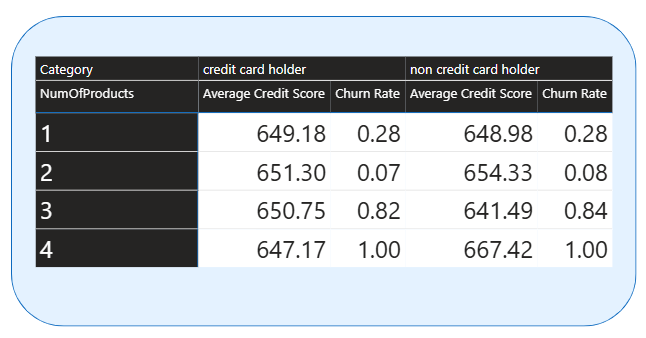 Category credit card holder non credit card holder
NumOfProducts Average Credit Score Churn Rate Average Credit Score Churn Rate
1 649.18 0.28 648.98 0.28
2 651.30 0.07 654.33 0.08
3 650.75 0.82 641.49 0.84
4 647.17 1.00 667.42 1.00